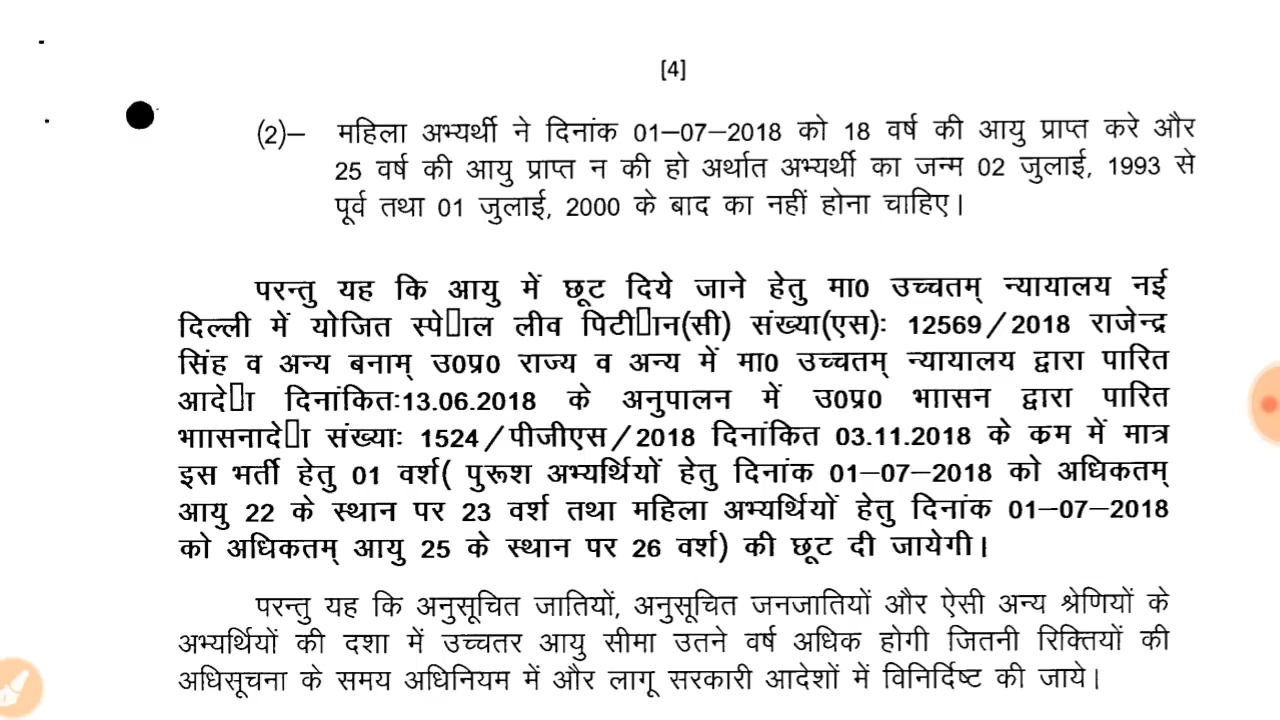 [4]
(2)– महिला अभ्यर्थी ने दिनांक 01–07–2018 को 18 वर्ष की आयु प्राप्त करे और
25 वर्ष की आयु प्राप्त न की हो अर्थात अभ्यर्थी का जन्म 02 जुलाई, 1993 से
पूर्व तथा 01 जुलाई, 2000 के बाद का नहीं होना चाहिए।
परन्तु यह कि आयु में छूट दिये जाने हेतु मा0 उच्चतम् न्यायालय नई
दिल्ली में योजित स्पे▯ाल लीव पिटी▯ान(सी) संख्या(एस)ः 12569/2018 राजेन्द्र
सिंह व अन्य बनाम् उ0प्र0 राज्य व अन्य में मा0 उच्चतम् न्यायालय द्वारा पारित
आदे▯ा दिनांकितः13.06.2018 के अनुपालन में उ0प्र0 भाासन द्वारा पारित
भाासनादे▯ा संख्याः 1524/पीजीएस/2018 दिनांकित 03.11.2018 के कम में मात्र
इस भर्ती हेतु 01 वर्श( पुरूश अभ्यर्थियों हेतु दिनांक 01–07–2018 को अधिकतम्
आयु 22 के स्थान पर 23 वर्श तथा महिला अभ्यर्थियों हेतु दिनांक 01–07–2018
को अधिकतम् आयु 25 के स्थान पर 26 वर्श) की छूट दी जायेगी।
परन्तु यह कि अनुसूचित जातियों, अनुसूचित जनजातियों और ऐसी अन्य श्रेणियों के
अभ्यर्थियों की दशा में उच्चतर आयु सीमा उतने वर्ष अधिक होगी जितनी रिक्तियों की
अधिसूचना के समय अधिनियम में और लागू सरकारी आदेशों में विनिर्दिष्ट की जाये।